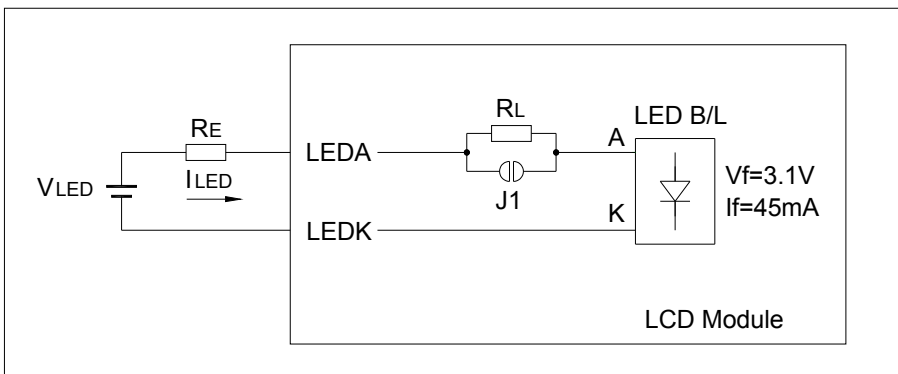 RL
LED B/L
RE
LEDA
A
VLED
ILED
J1
Vf=3.1V
If=45mA
K
LEDK
LCD Module